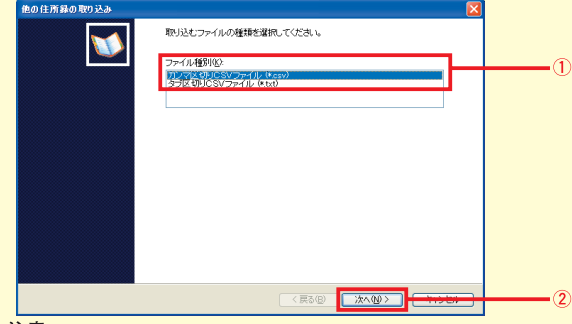 他の住所録の取り込み
取り込むファイルの種類を選択してください。
ファイル種別(K):
カンマ区切りCSVファイル (*.csv)
タブ区切りCSVファイル (*.txt)
①
< 戻る(B)
次へ(N) >
キャンセル
②